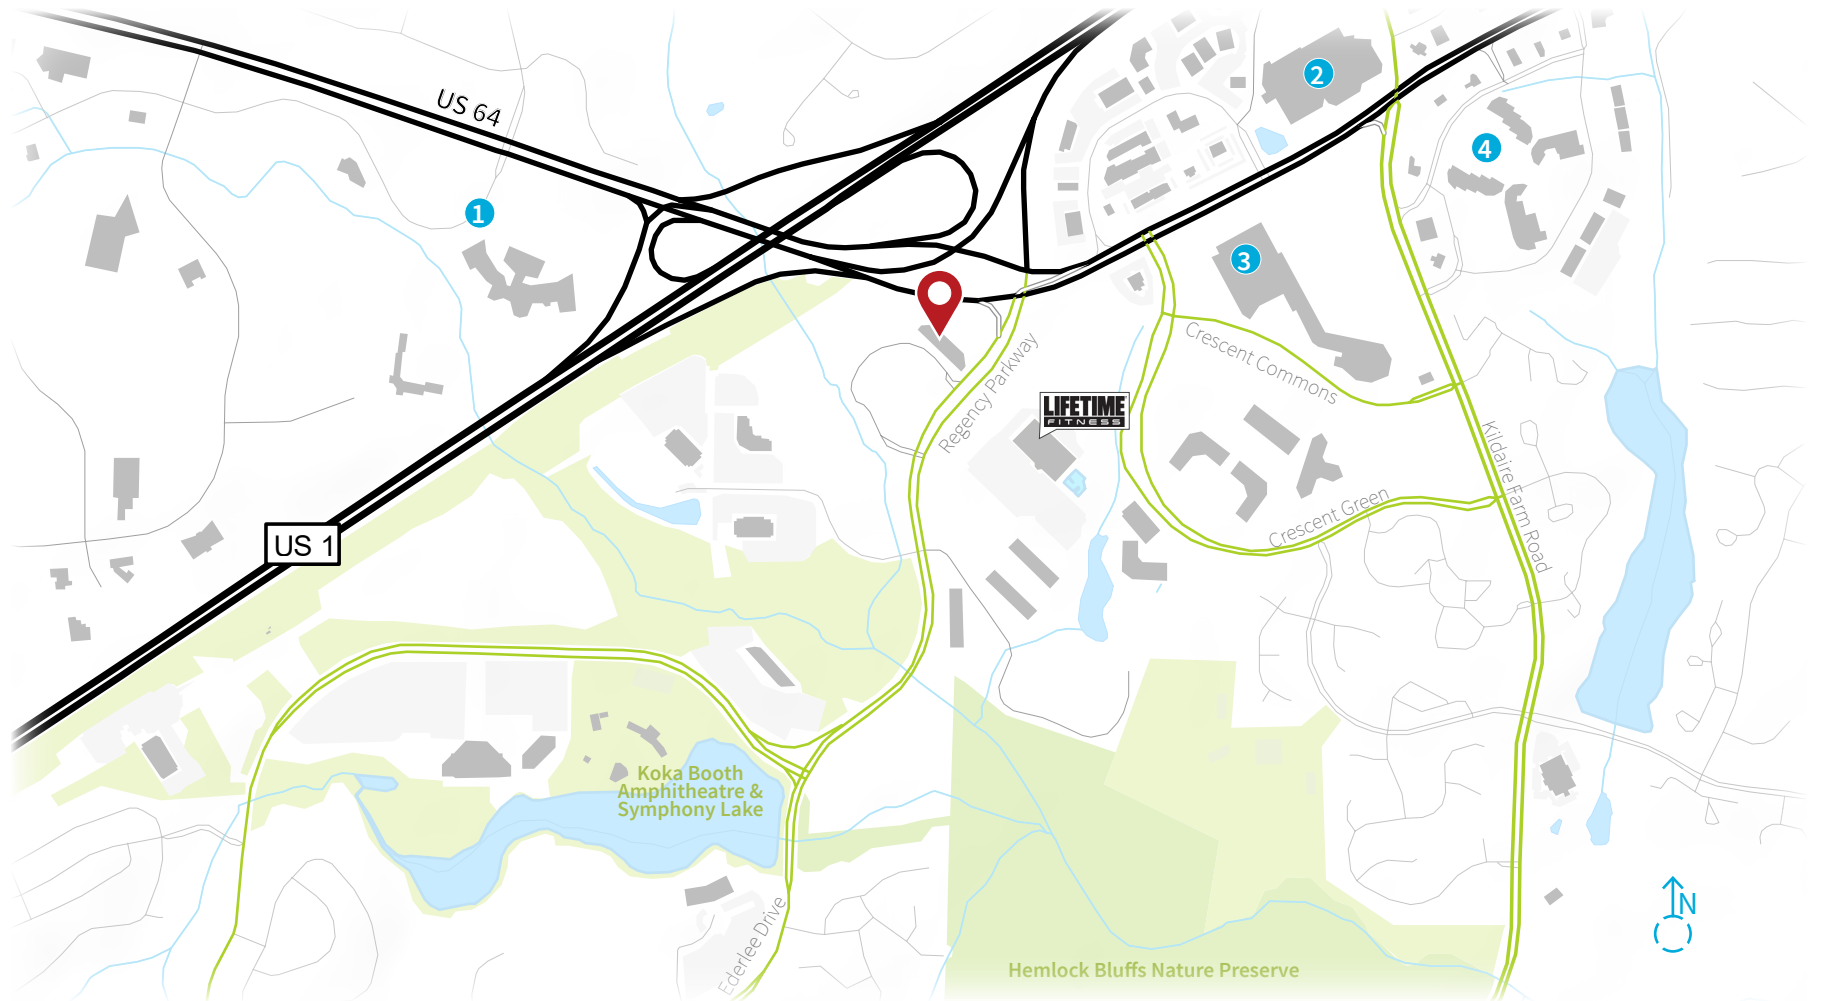 US 64
2
4
1
3
Crescent Commons
Regency Parkway
LIFETIME
FITNESS
Kildaire Farm Road
Crescent Green
US 1
Koka Booth
Amphitheatre &
Symphony Lake
Ederlee Drive
N
Hemlock Bluffs Nature Preserve